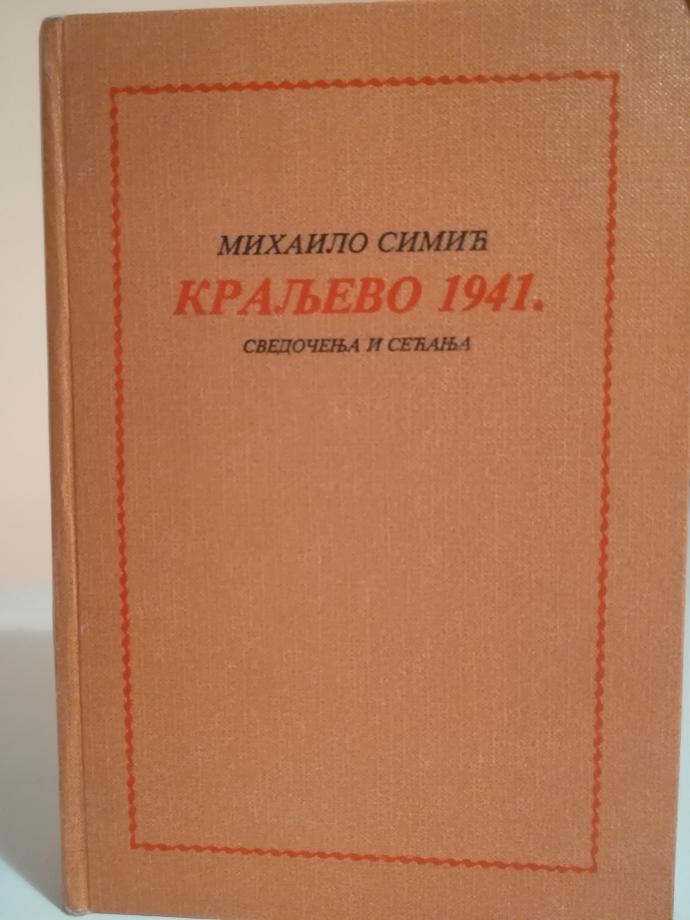 МИХАИЛО СИМИЋ
КРАЉЕВО 1941.
СВЕДОЧЕЊА И СЕЋАЊА